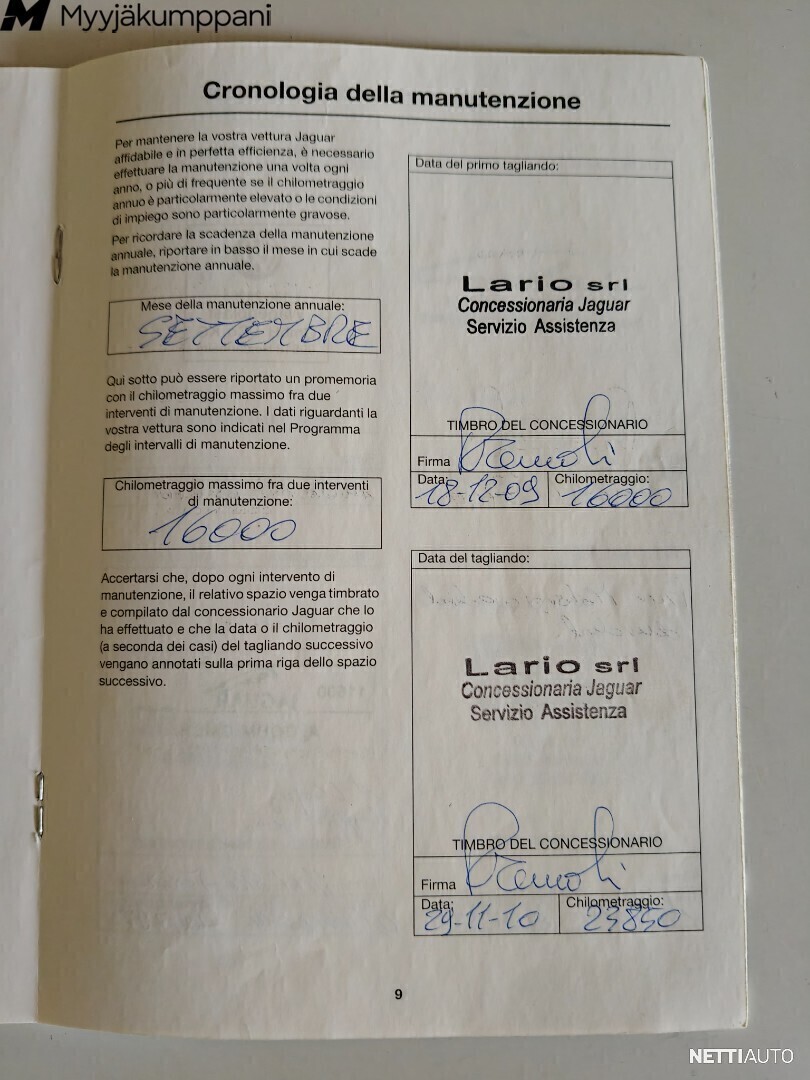 Myyjäkumppani
Cronologia della manutenzione
Per mantenere la vostra vettura Jaguar
affidabile e in perfetta efficienza, è necessario
effettuare la manutenzione una volta ogni
anno, o più di frequente se il chilometraggio
annuo è particolarmente elevato o le condizioni
di impiego sono particolarmente gravose.
Per ricordare la scadenza della manutenzione
annuale, riportare in basso il mese in cui scade
la manutenzione annuale.
Mese della manutenzione annuale:
SETTEMBRE
Qui sotto può essere riportato un promemoria
con il chilometraggio massimo fra due
interventi di manutenzione. I dati riguardanti la
vostra vettura sono indicati nel Programma
degli intervalli di manutenzione.
Chilometraggio massimo fra due interventi
di manutenzione:
16000
Accertarsi che, dopo ogni intervento di
manutenzione, il relativo spazio venga timbrato
e compilato dal concessionario Jaguar che lo
ha effettuato e che la data o il chilometraggio
(a seconda dei casi) del tagliando successivo
vengano annotati sulla prima riga dello spazio
successivo.
Data del primo tagliando:
Lario srl
Concessionaria Jaguar
Servizio Assistenza
TIMBRO DEL CONCESSIONARIO
Firma
Data: Chilometraggio:
18-12-09 16000
Data del tagliando:
Lario srl
Concessionaria Jaguar
Servizio Assistenza
TIMBRO DEL CONCESSIONARIO
Firma
Data: Chilometraggio:
29-11-10 23850
9
NETTIAUTO